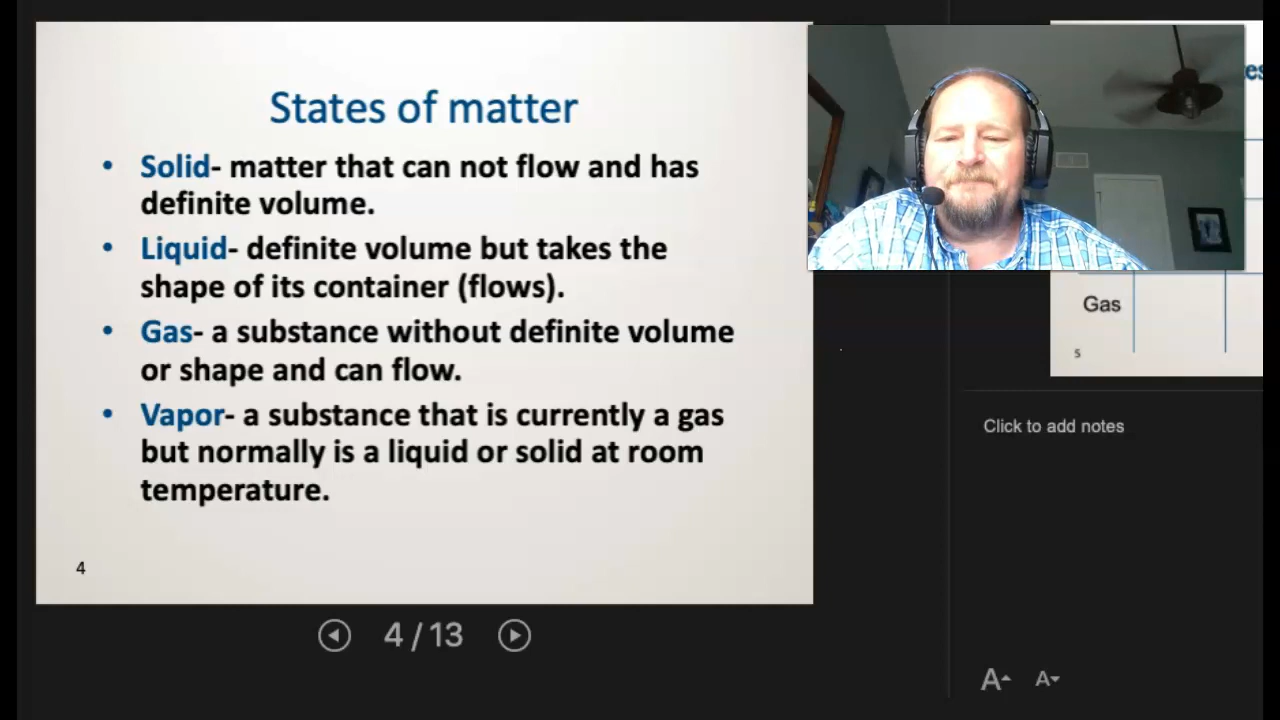 States of matter
• Solid- matter that can not flow and has
definite volume.
• Liquid- definite volume but takes the
shape of its container (flows).
• Gas- a substance without definite volume
or shape and can flow.
• Vapor- a substance that is currently a gas
but normally is a liquid or solid at room
temperature.
4
4 / 13
es
Gas
5
Click to add notes
A A